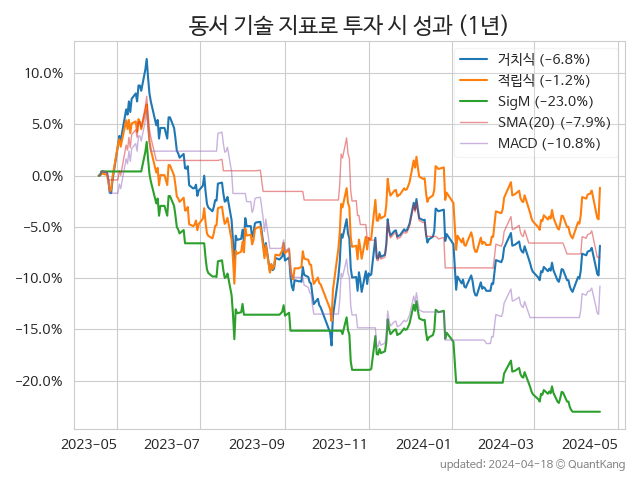 동서 기술 지표로 투자 시 성과 (1년)
거치식 (−6.8%)
적립식 (−1.2%)
SigM (−23.0%)
SMA(20) (−7.9%)
MACD (−10.8%)
10.0%
5.0%
0.0%
−5.0%
−10.0%
−15.0%
−20.0%
2023−05 2023−07 2023−09 2023−11 2024−01 2024−03 2024−05
updated: 2024−04−18 © QuantKang